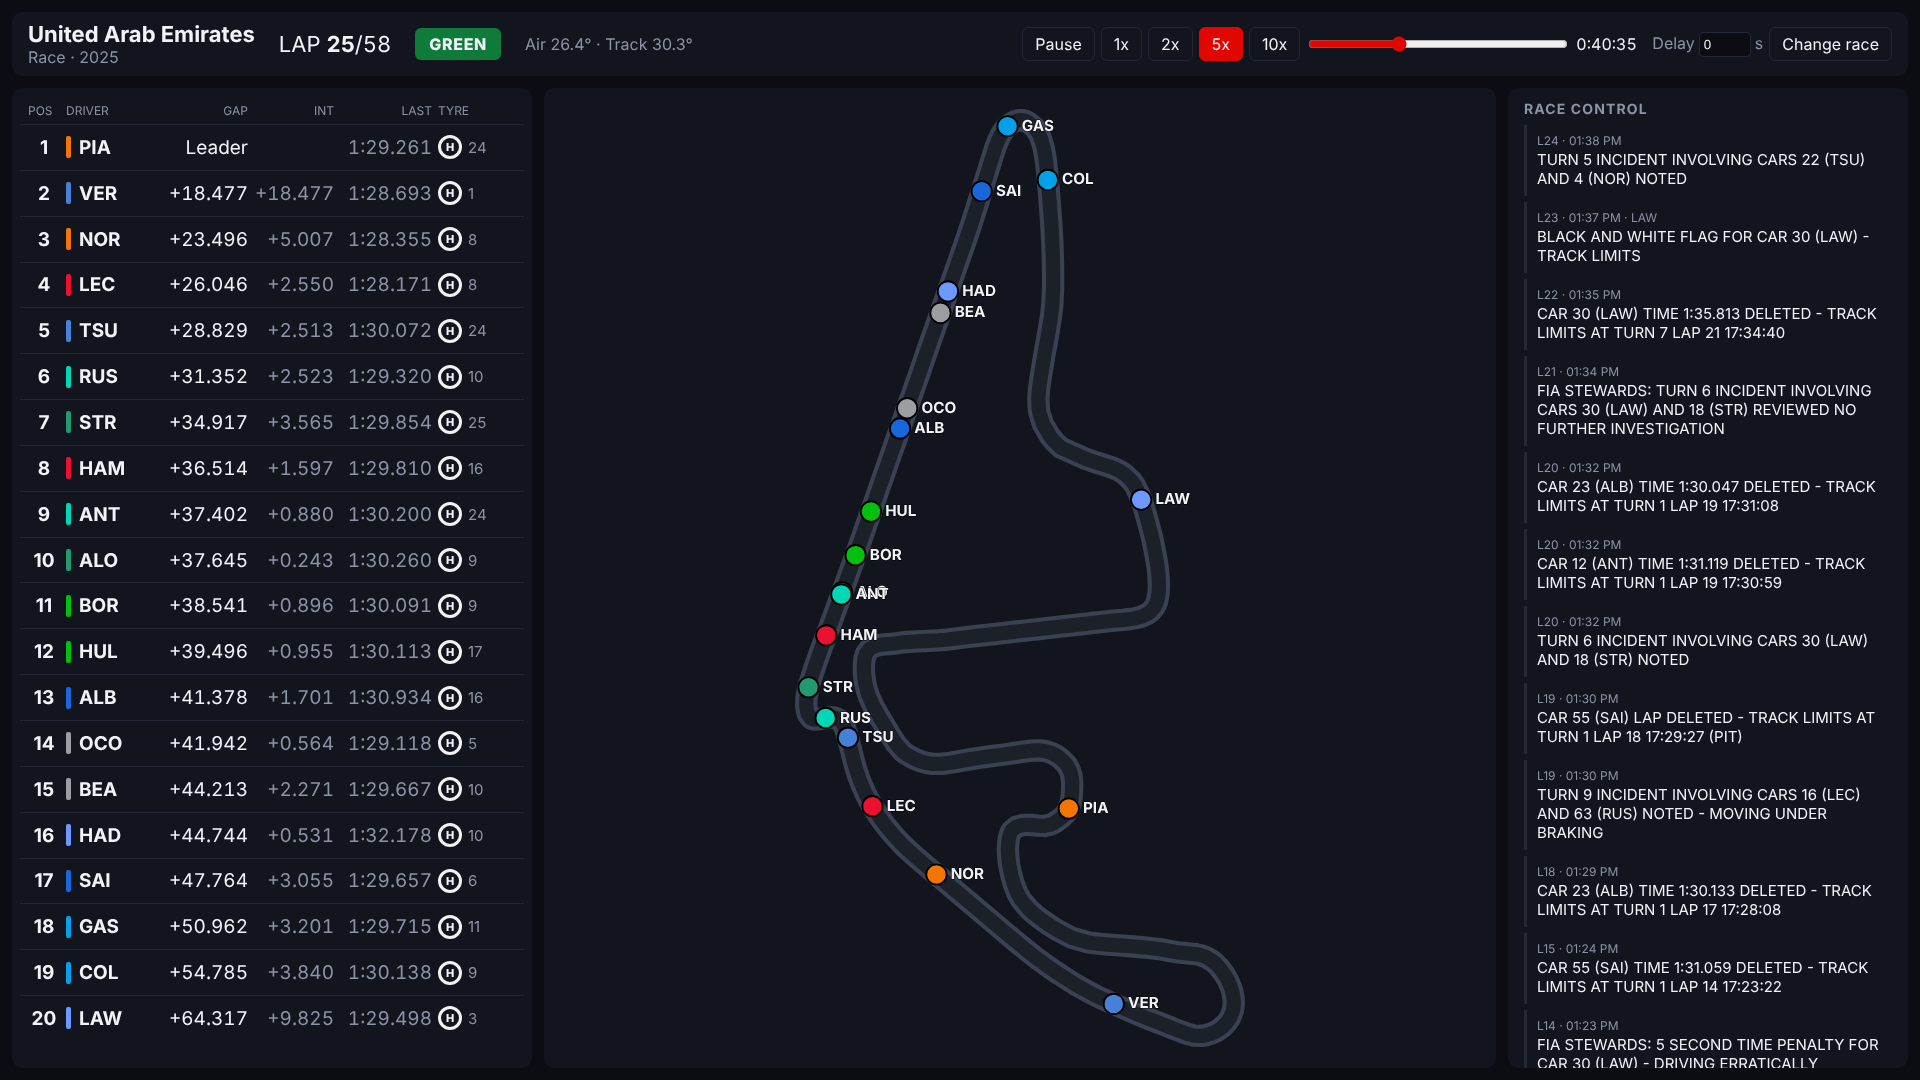 United Arab Emirates
Race · 2025
LAP 25/58
GREEN
Air 26.4° · Track 30.3°
Pause
1x
2x
5x
10x
0:40:35
Delay 0 s
Change race
POS DRIVER GAP INT LAST TYRE
1 PIA Leader 1:29.261 H 24
2 VER +18.477 +18.477 1:28.693 H 1
3 NOR +23.496 +5.007 1:28.355 H 8
4 LEC +26.046 +2.550 1:28.171 H 8
5 TSU +28.829 +2.513 1:30.072 H 24
6 RUS +31.352 +2.523 1:29.320 H 10
7 STR +34.917 +3.565 1:29.854 H 25
8 HAM +36.514 +1.597 1:29.810 H 16
9 ANT +37.402 +0.880 1:30.200 H 24
10 ALO +37.645 +0.243 1:30.260 H 9
11 BOR +38.541 +0.896 1:30.091 H 9
12 HUL +39.496 +0.955 1:30.113 H 17
13 ALB +41.378 +1.701 1:30.934 H 16
14 OCO +41.942 +0.564 1:29.118 H 5
15 BEA +44.213 +2.271 1:29.667 H 10
16 HAD +44.744 +0.531 1:32.178 H 10
17 SAI +47.764 +3.055 1:29.657 H 6
18 GAS +50.962 +3.201 1:29.715 H 11
19 COL +54.785 +3.840 1:30.138 H 9
20 LAW +64.317 +9.825 1:29.498 H 3
GAS
COL
SAI
HAD
BEA
OCO
ALB
LAW
HUL
BOR
ANT
HAM
STR
RUS
TSU
LEC
PIA
NOR
VER
RACE CONTROL
L24 · 01:38 PM
TURN 5 INCIDENT INVOLVING CARS 22 (TSU)
AND 4 (NOR) NOTED
L23 · 01:37 PM · LAW
BLACK AND WHITE FLAG FOR CAR 30 (LAW) -
TRACK LIMITS
L22 · 01:35 PM
CAR 30 (LAW) TIME 1:35.813 DELETED - TRACK
LIMITS AT TURN 7 LAP 21 17:34:40
L21 · 01:34 PM
FIA STEWARDS: TURN 6 INCIDENT INVOLVING
CARS 30 (LAW) AND 18 (STR) REVIEWED NO
FURTHER INVESTIGATION
L20 · 01:32 PM
CAR 23 (ALB) TIME 1:30.047 DELETED - TRACK
LIMITS AT TURN 1 LAP 19 17:31:08
L20 · 01:32 PM
CAR 12 (ANT) TIME 1:31.119 DELETED - TRACK
LIMITS AT TURN 1 LAP 19 17:30:59
L20 · 01:32 PM
TURN 6 INCIDENT INVOLVING CARS 30 (LAW)
AND 18 (STR) NOTED
L19 · 01:30 PM
CAR 55 (SAI) LAP DELETED - TRACK LIMITS AT
TURN 1 LAP 18 17:29:27 (PIT)
L19 · 01:30 PM
TURN 9 INCIDENT INVOLVING CARS 16 (LEC)
AND 63 (RUS) NOTED - MOVING UNDER
BRAKING
L18 · 01:29 PM
CAR 23 (ALB) TIME 1:30.133 DELETED - TRACK
LIMITS AT TURN 1 LAP 17 17:28:08
L15 · 01:24 PM
CAR 55 (SAI) TIME 1:31.059 DELETED - TRACK
LIMITS AT TURN 1 LAP 14 17:23:22
L14 · 01:23 PM
FIA STEWARDS: 5 SECOND TIME PENALTY FOR
CAR 30 (LAW) - DRIVING ERRATICALLY